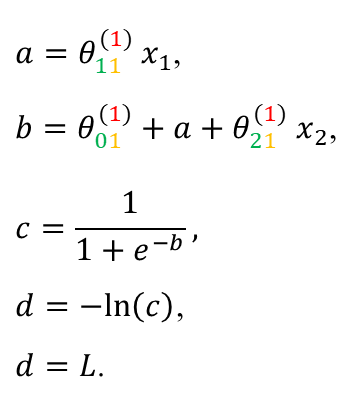 a = θ₁₁⁽¹⁾ x₁,
b = θ₀₁⁽¹⁾ + a + θ₂₁⁽¹⁾ x₂,
c = 1 / (1 + e⁻ᵇ),
d = −ln(c),
d = L.